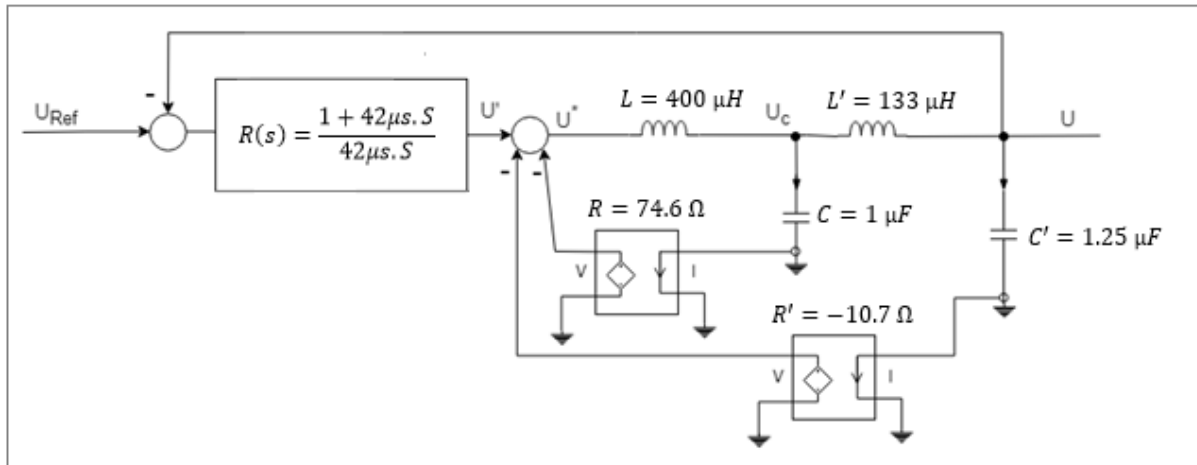 -
U_Ref
R(s) = (1 + 42μs.S) / (42μs.S)
U'
U*
L = 400 μH
U_c
L' = 133 μH
U
-
-
R = 74.6 Ω
C = 1 μF
C' = 1.25 μF
V
I
R' = −10.7 Ω
V
I